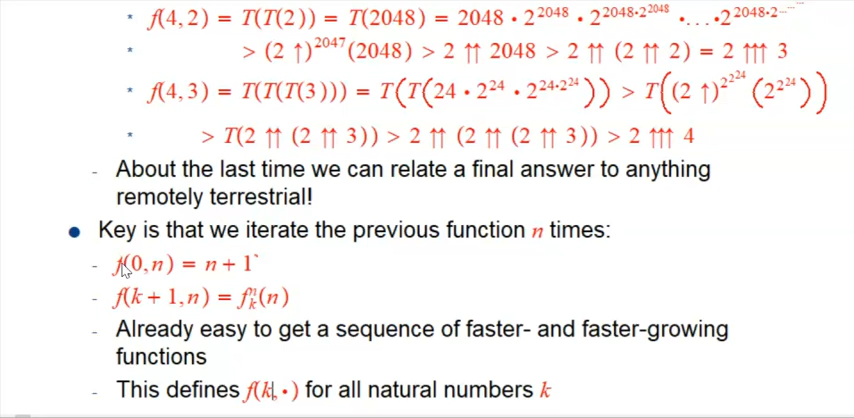 * f(4,2) = T(T(2)) = T(2048) = 2048 • 2^2048 • 2^(2048•2^2048) •...• 2^(2048•2^...)
* > (2 ↑)^2047(2048) > 2 ↑↑ 2048 > 2 ↑↑ (2 ↑↑ 2) = 2 ↑↑↑ 3
* f(4,3) = T(T(T(3))) = T(T(24 • 2^24 • 2^(24•2^24))) > T((2 ↑)^(2^(2^24))(2^(2^24)))
* > T(2 ↑↑ (2 ↑↑ 3)) > 2 ↑↑ (2 ↑↑ (2 ↑↑ 3)) > 2 ↑↑↑ 4
- About the last time we can relate a final answer to anything
remotely terrestrial!
● Key is that we iterate the previous function n times:
- f(0,n) = n + 1`
- f(k + 1,n) = f_k^n(n)
- Already easy to get a sequence of faster- and faster-growing
functions
- This defines f(k, •) for all natural numbers k